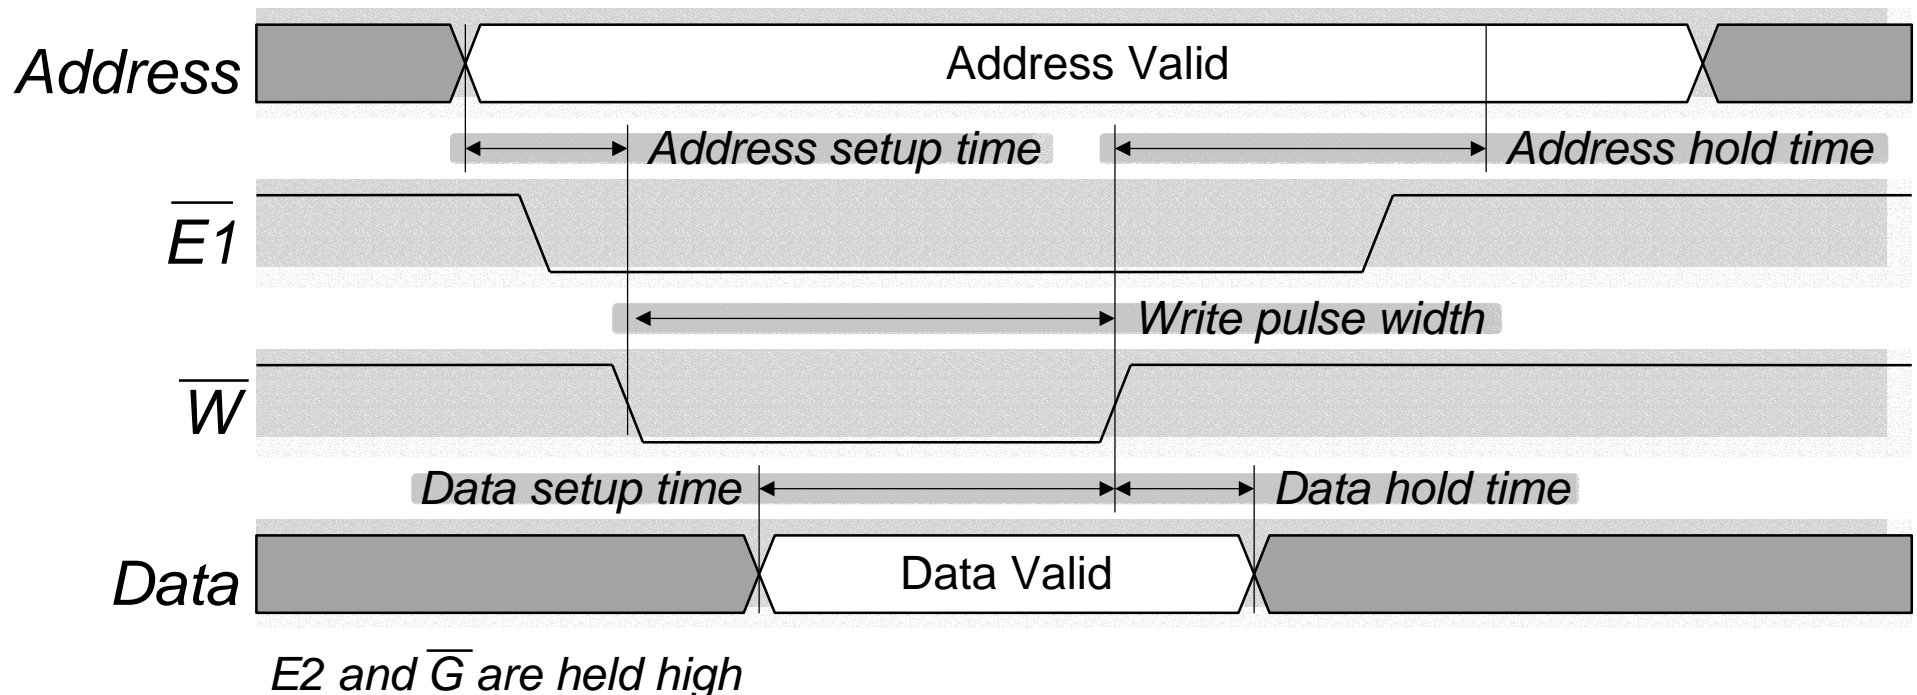 Address Address Valid
Address setup time Address hold time
E1
Write pulse width
W
Data setup time Data hold time
Data Data Valid
E2 and G are held high